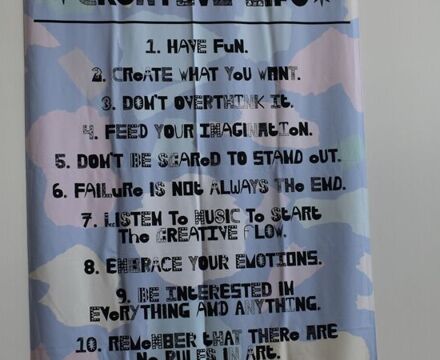 CREATIVE
1. HAVE FUN.
2. CREATE WHAT YOU WANT.
3. DON'T OVERTHINK IT.
4. FEED YOUR IMAGINATION.
5. DON'T BE SCARED TO STAND OUT.
6. FAILURE IS NOT ALWAYS THE END.
7. LISTEN TO MUSIC TO START
THE CREATIVE FLOW.
8. EMBRACE YOUR EMOTIONS.
9. BE INTERESTED IN
EVERYTHING AND ANYTHING.
10. REMEMBER THAT THERE ARE
NO RULES IN ART.